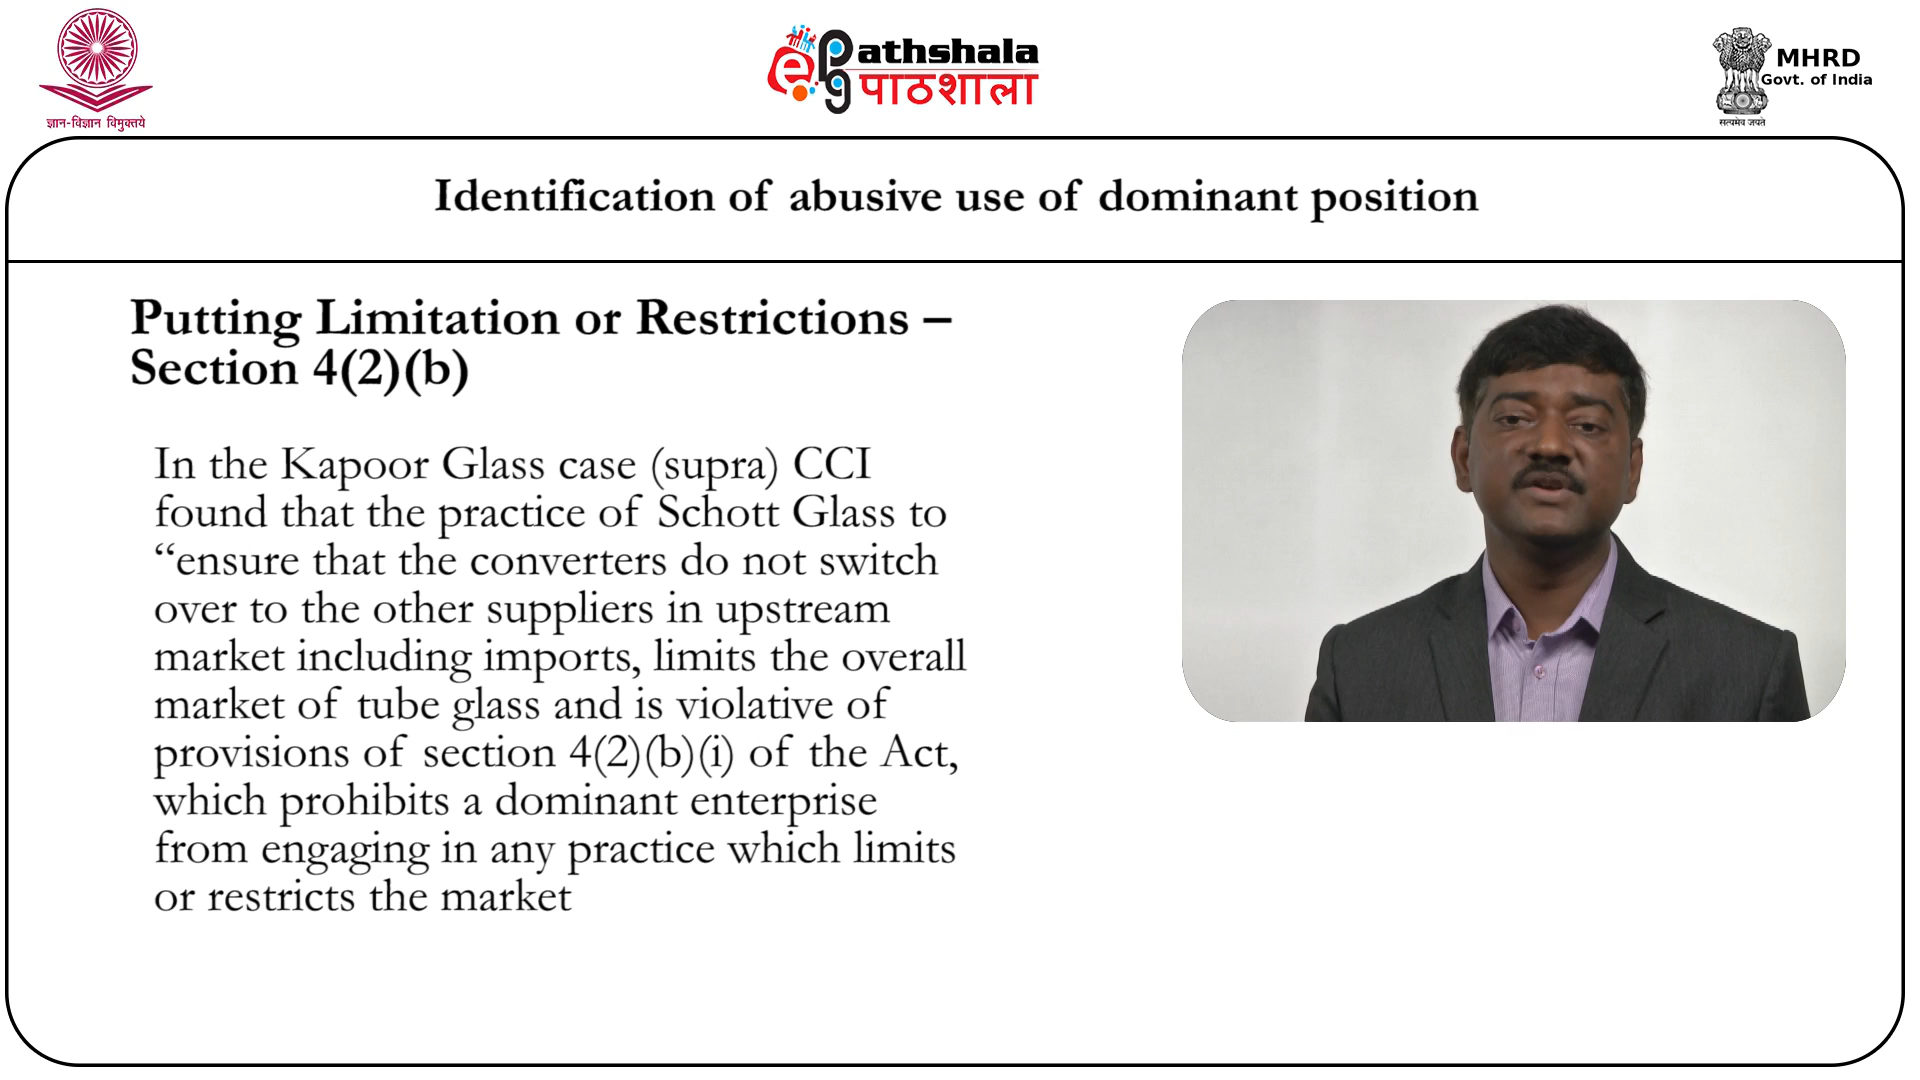 ज्ञान-विज्ञान विमुक्तये
e pg Pathshala
पाठशाला
MHRD
Govt. of India
सत्यमेव जयते
Identification of abusive use of dominant position
Putting Limitation or Restrictions –
Section 4(2)(b)
In the Kapoor Glass case (supra) CCI
found that the practice of Schott Glass to
“ensure that the converters do not switch
over to the other suppliers in upstream
market including imports, limits the overall
market of tube glass and is violative of
provisions of section 4(2)(b)(i) of the Act,
which prohibits a dominant enterprise
from engaging in any practice which limits
or restricts the market